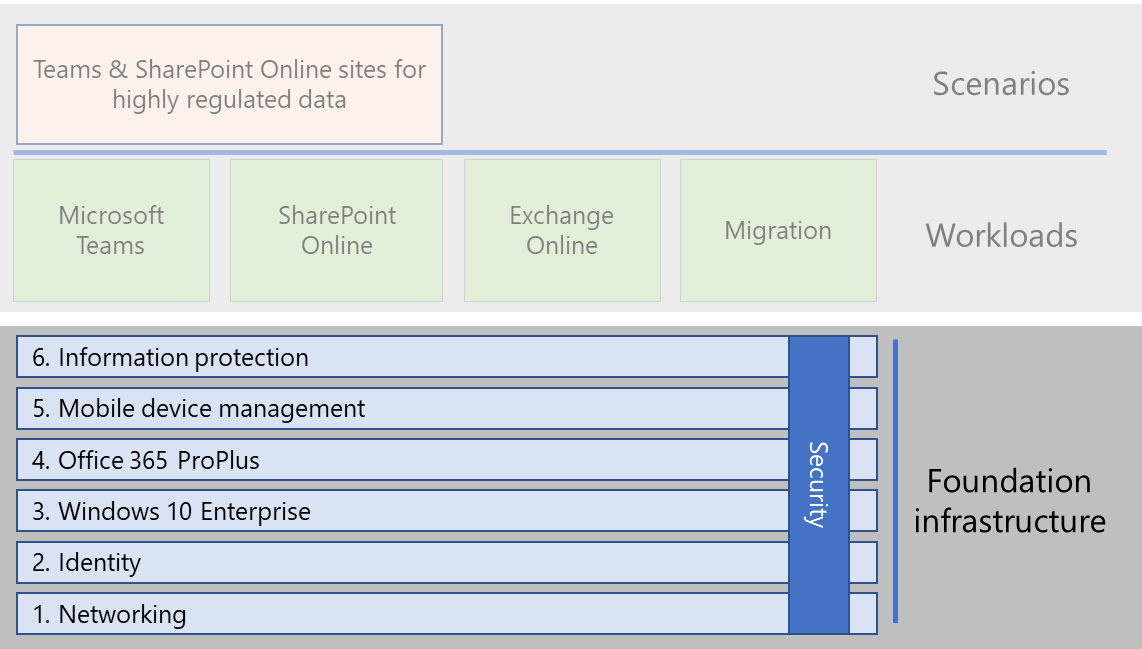 Teams & SharePoint Online sites for
highly regulated data
Scenarios
Microsoft
Teams
SharePoint
Online
Exchange
Online
Migration
Workloads
6. Information protection
5. Mobile device management
4. Office 365 ProPlus
3. Windows 10 Enterprise
2. Identity
1. Networking
Security
Foundation
infrastructure